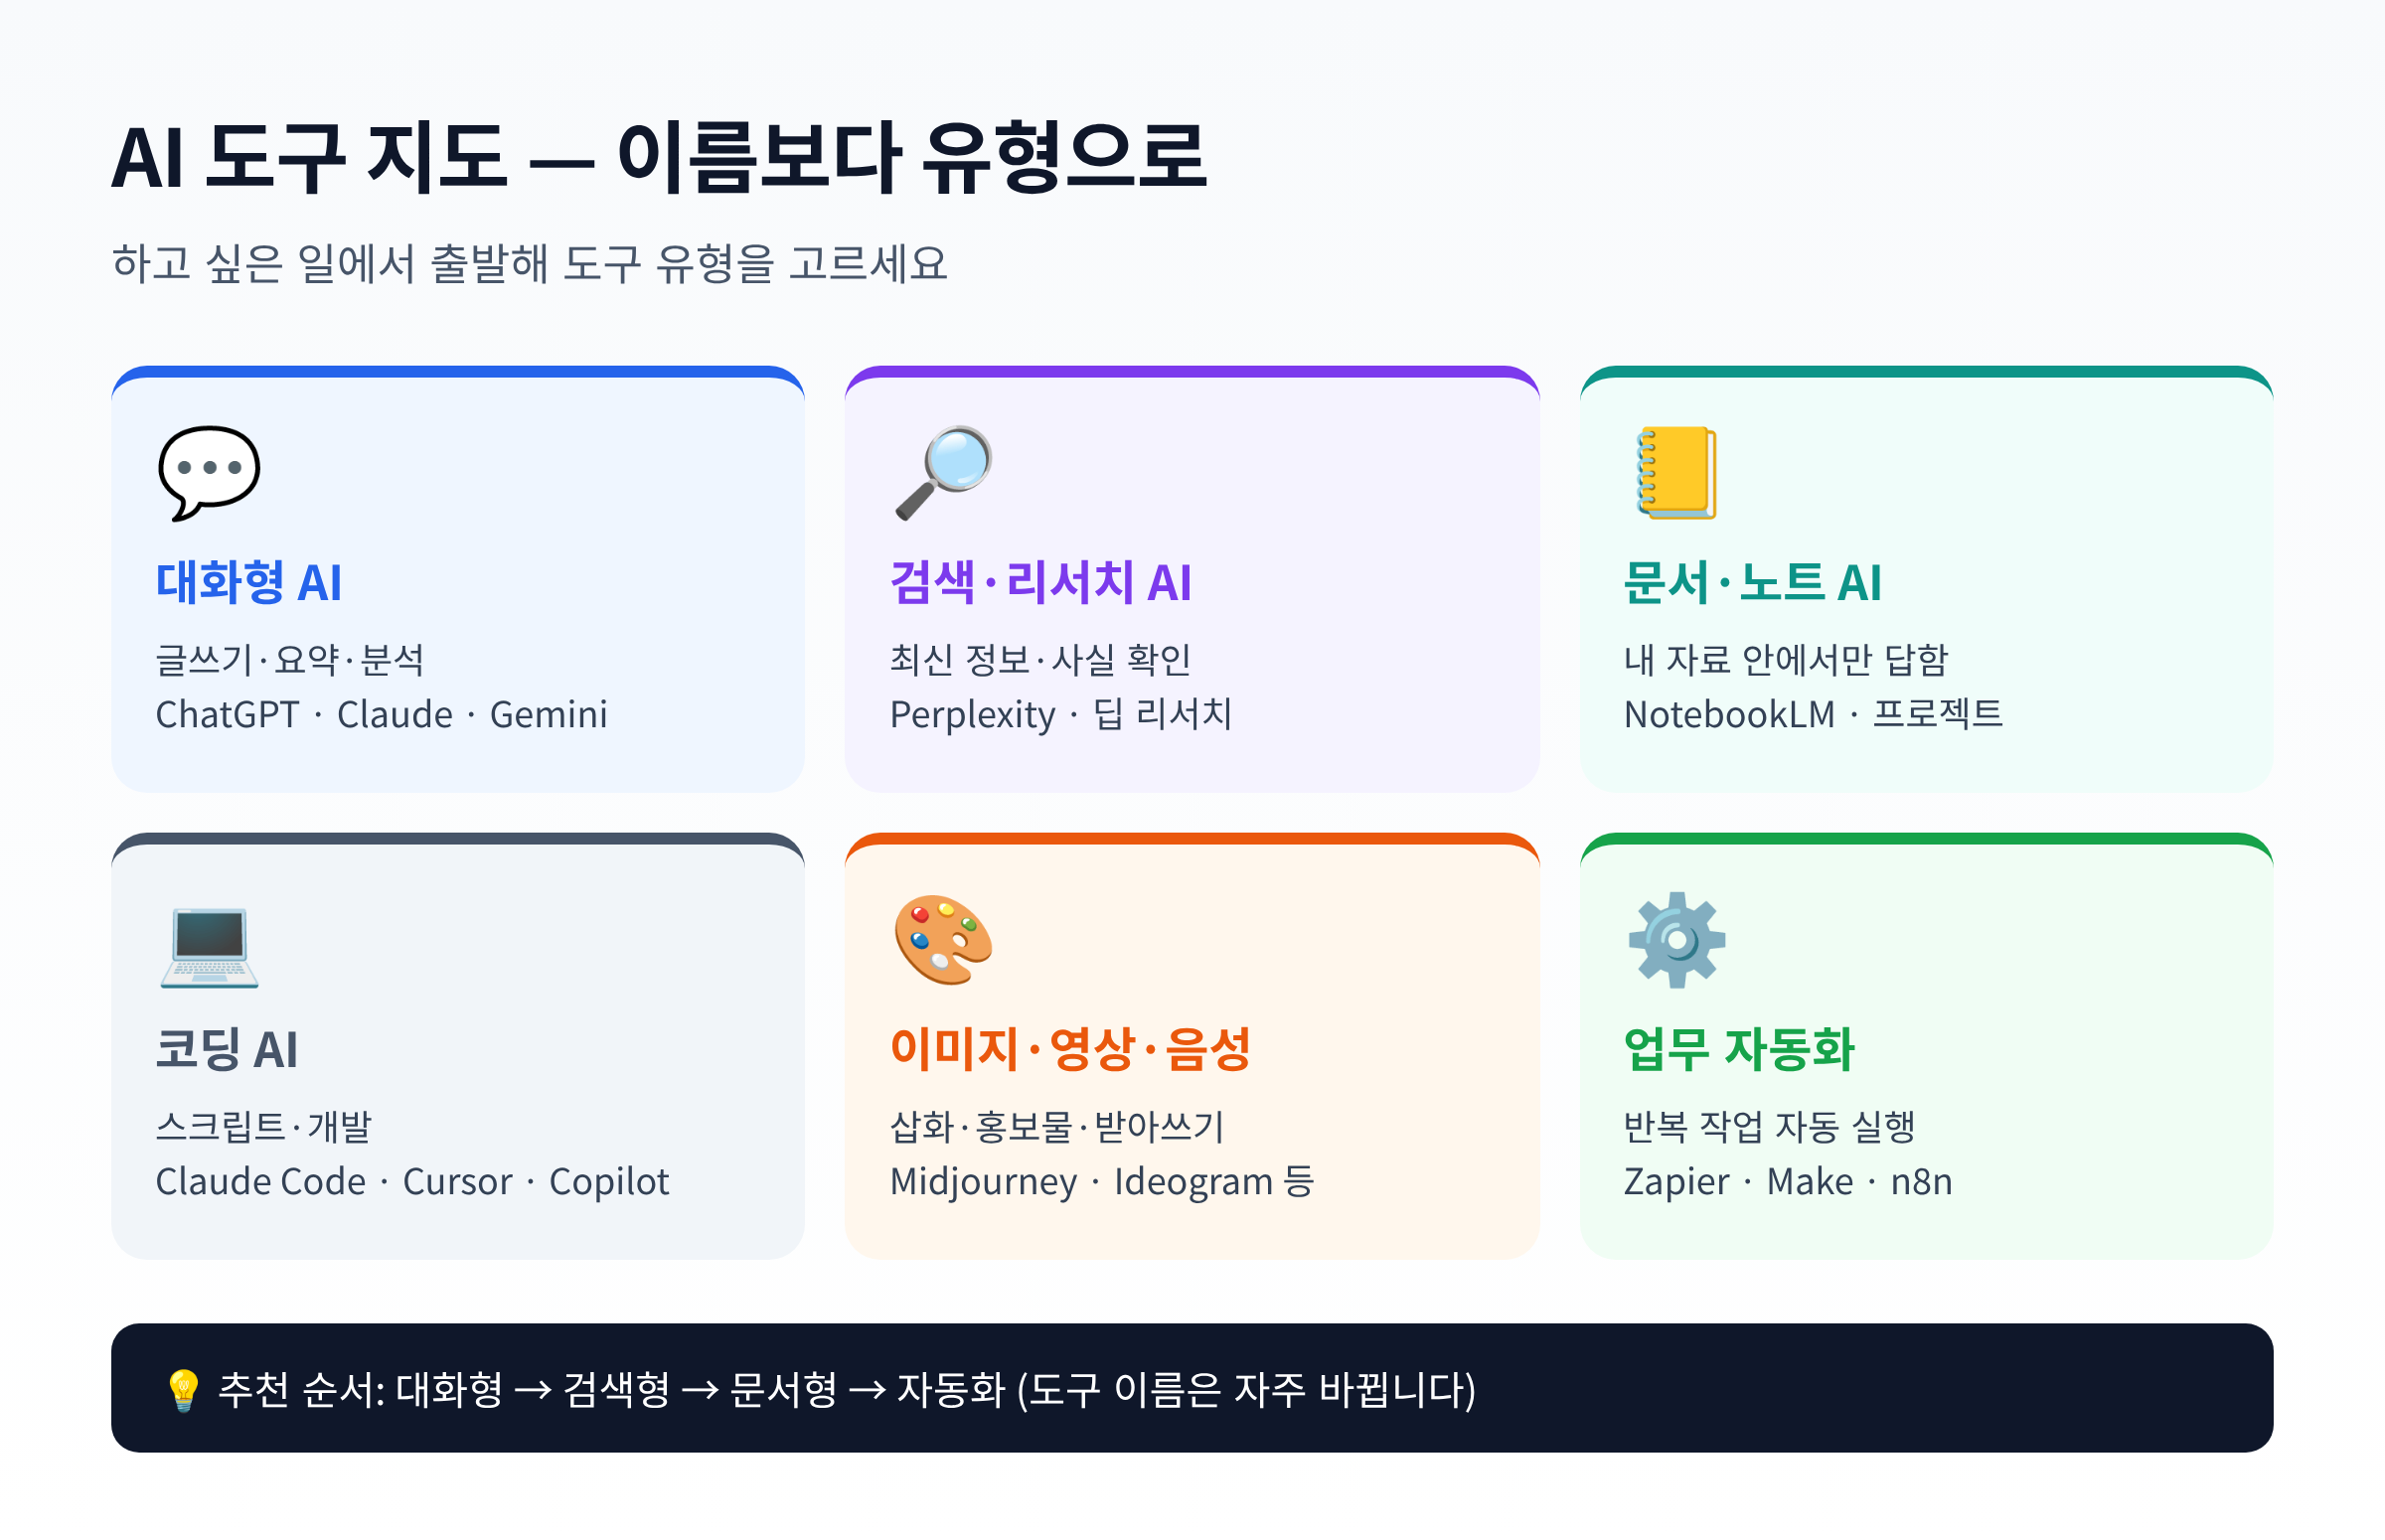 AI 도구 지도 — 이름보다 유형으로
하고 싶은 일에서 출발해 도구 유형을 고르세요
대화형 AI
글쓰기·요약·분석
ChatGPT · Claude · Gemini
검색·리서치 AI
최신 정보·사실 확인
Perplexity · 딥 리서치
문서·노트 AI
내 자료 안에서만 답함
NotebookLM · 프로젝트
코딩 AI
스크립트·개발
Claude Code · Cursor · Copilot
이미지·영상·음성
삽화·홍보물·받아쓰기
Midjourney · Ideogram 등
업무 자동화
반복 작업 자동 실행
Zapier · Make · n8n
💡 추천 순서: 대화형 → 검색형 → 문서형 → 자동화 (도구 이름은 자주 바뀝니다)